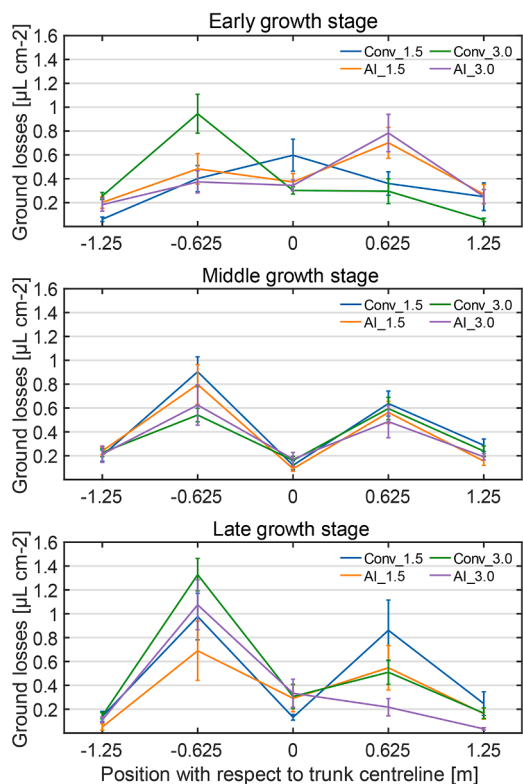 Early growth stage
Ground losses [µL cm-2]
1.6
1.4
1.2
1
0.8
0.6
0.4
0.2
Conv_1.5 Conv_3.0
AI_1.5 AI_3.0
-1.25 -0.625 0 0.625 1.25
Middle growth stage
Ground losses [µL cm-2]
1.6
1.4
1.2
1
0.8
0.6
0.4
0.2
Conv_1.5 Conv_3.0
AI_1.5 AI_3.0
-1.25 -0.625 0 0.625 1.25
Late growth stage
Ground losses [µL cm-2]
1.6
1.4
1.2
1
0.8
0.6
0.4
0.2
Conv_1.5 Conv_3.0
AI_1.5 AI_3.0
-1.25 -0.625 0 0.625 1.25
Position with respect to trunk centreline [m]